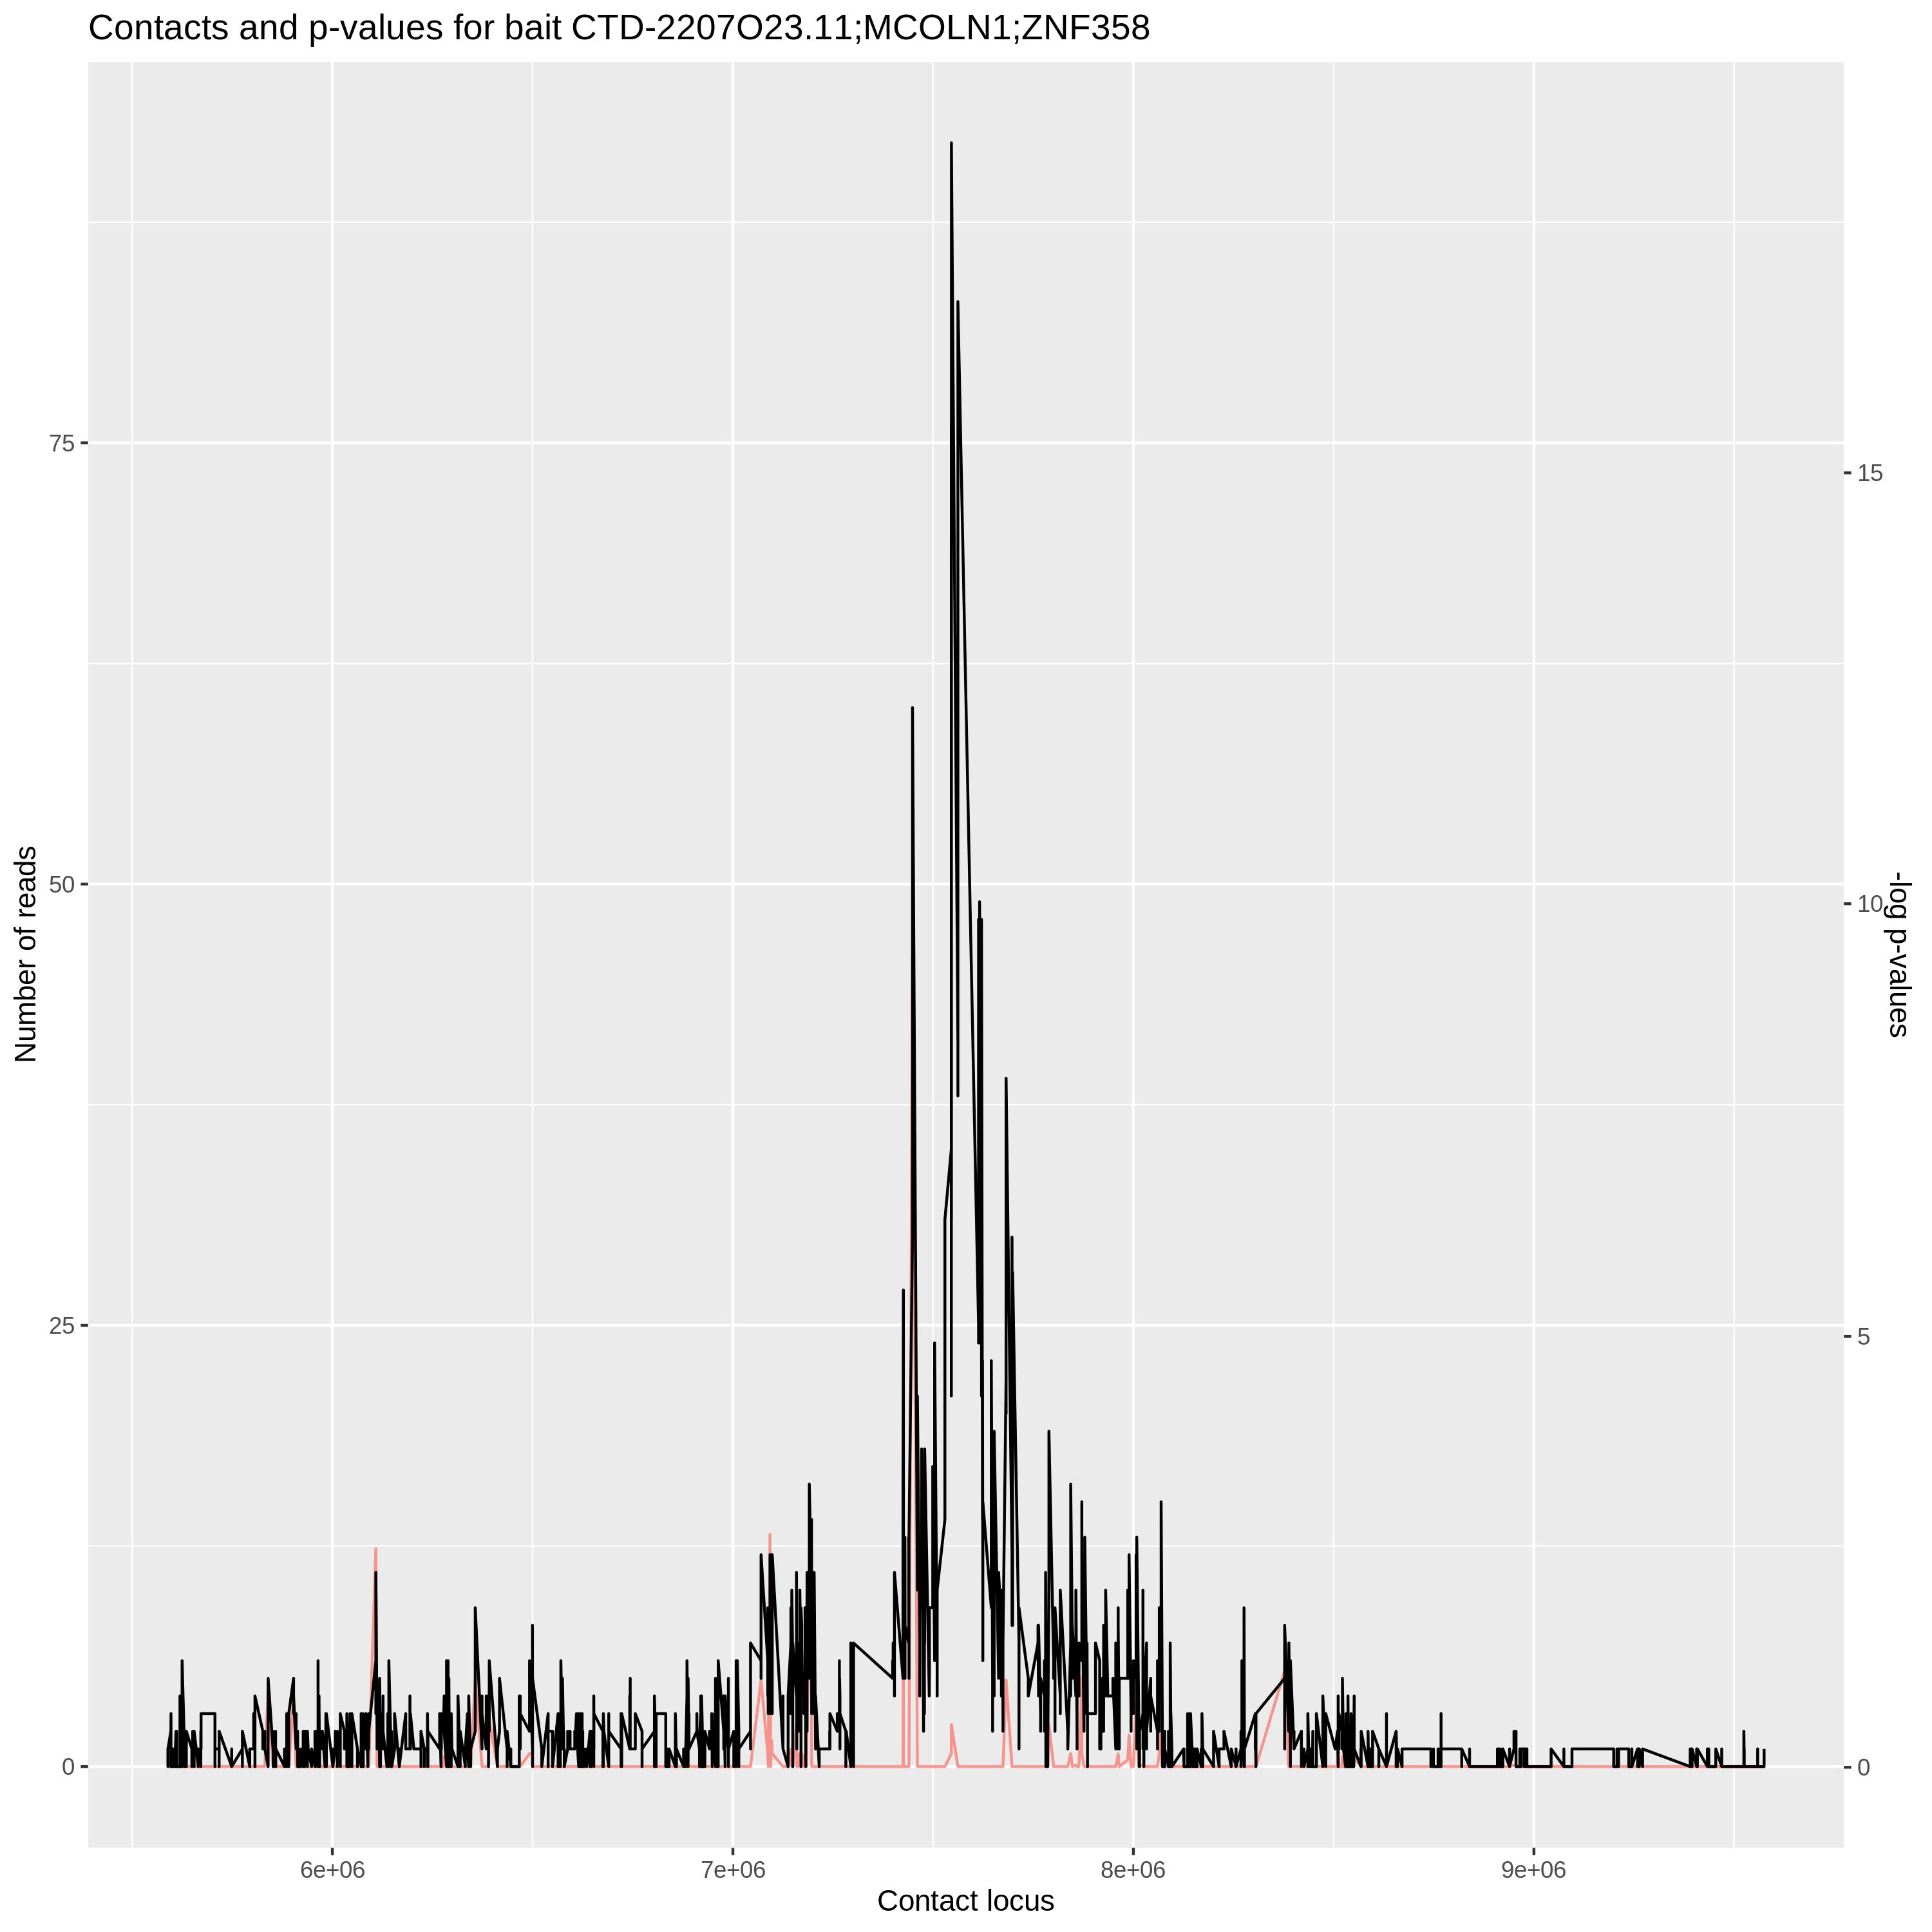 Contacts and p-values for bait CTD-2207O23.11;MCOLN1;ZNF358
Number of reads
75
50
25
0
15
10
5
0
-log p-values
6e+06
7e+06
8e+06
9e+06
Contact locus